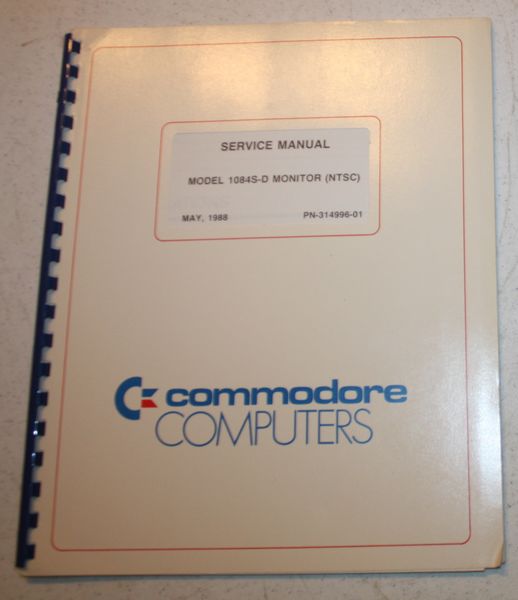 SERVICE MANUAL
MODEL 1084S-D MONITOR (NTSC)
MAY, 1988 PN-314996-01
commodore
COMPUTERS